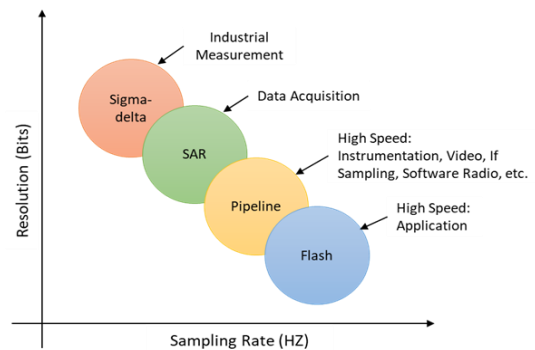 Industrial
Measurement
Sigma-
delta
Data Acquisition
SAR
High Speed:
Instrumentation, Video, If
Sampling, Software Radio, etc.
Pipeline
High Speed:
Application
Flash
Resolution (Bits)
Sampling Rate (HZ)